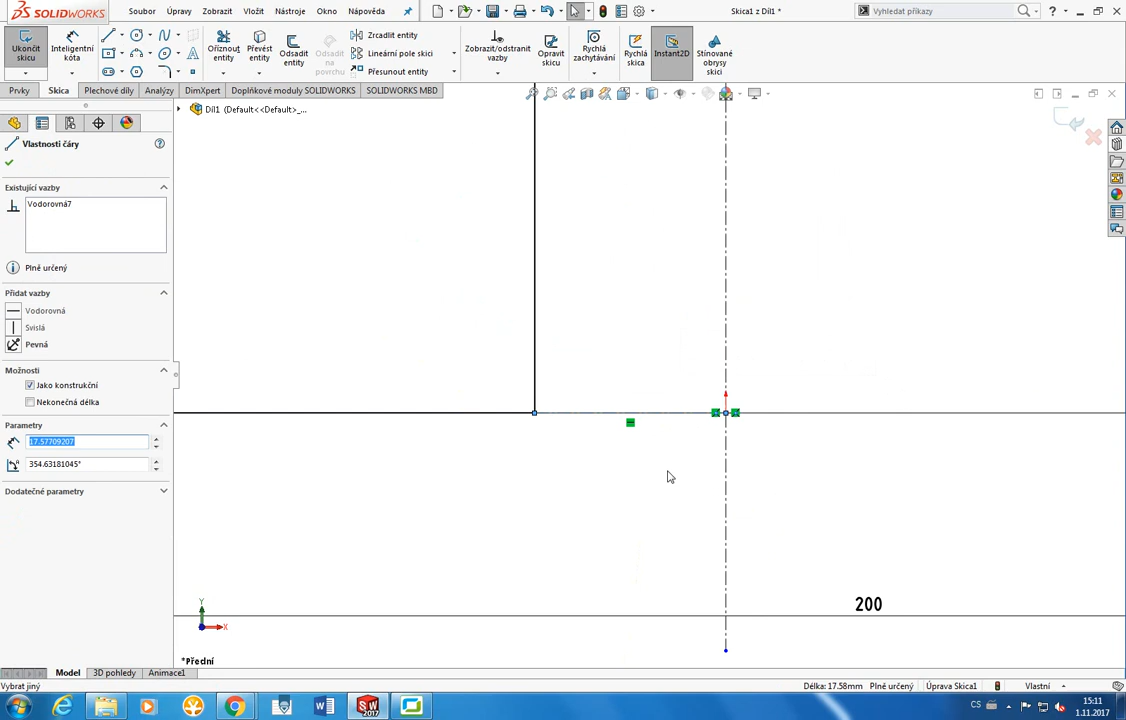 SOLIDWORKS
Soubor
Úpravy
Zobrazit
Vložit
Nástroje
Okno
Nápověda
Skica1 z Díl1 *
Vyhledat příkazy
Ukončit skicu
Inteligentní kóta
Oříznout entity
Převést entity
Odsadit entity
Odsadit na povrchu
Zrcadlit entity
Lineární pole skici
Přesunout entity
Zobrazit/odstranit vazby
Opravit skicu
Rychlá zachytávání
Rychlá skica
Instant2D
Stínované obrysy skici
Prvky
Skica
Plechové díly
Analýzy
DimXpert
Doplňkové moduly SOLIDWORKS
SOLIDWORKS MBD
Díl1 (Default<<Default>_...
Vlastnosti čáry
Existující vazby
Vodorovná7
Plně určený
Přidat vazby
Vodorovná
Svislá
Pevná
Možnosti
Jako konstrukční
Nekonečná délka
Parametry
17.57709207
354.63181045°
Dodatečné parametry
200
Y
X
*Přední
Model
3D pohledy
Animace1
Vybrat jiný
Délka: 17.58mm
Plně určený
Úprava Skica1
Vlastní
CS
15:11
1.11.2017